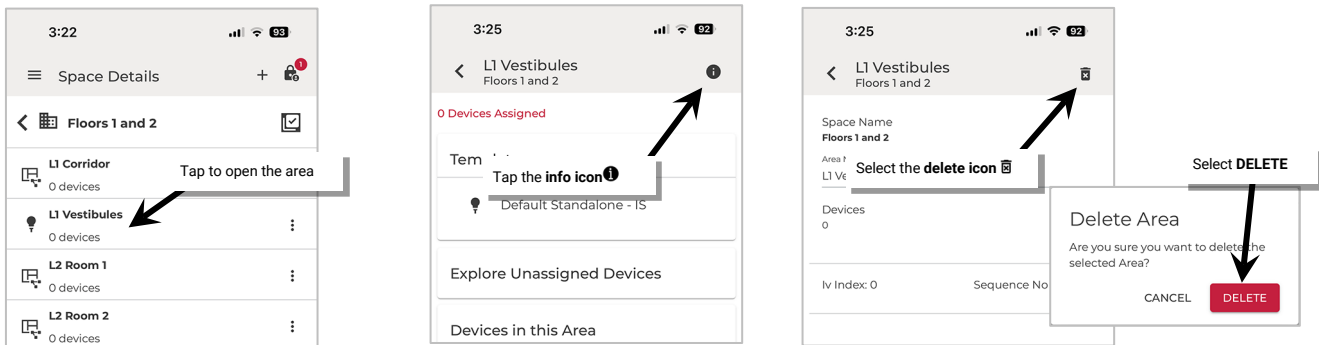 3:22
93
Space Details
1
Floors 1 and 2
L1 Corridor
0 devices
Tap to open the area
L1 Vestibules
0 devices
L2 Room 1
0 devices
L2 Room 2
0 devices
3:25
92
L1 Vestibules
Floors 1 and 2
0 Devices Assigned
Tap the info icon
Default Standalone - IS
Explore Unassigned Devices
Devices in this Area
3:25
92
L1 Vestibules
Floors 1 and 2
Space Name
Floors 1 and 2
Area
Select the delete icon
L1
Devices
0
Iv Index: 0
Sequence No
Select DELETE
Delete Area
Are you sure you want to delete the
selected Area?
CANCEL
DELETE